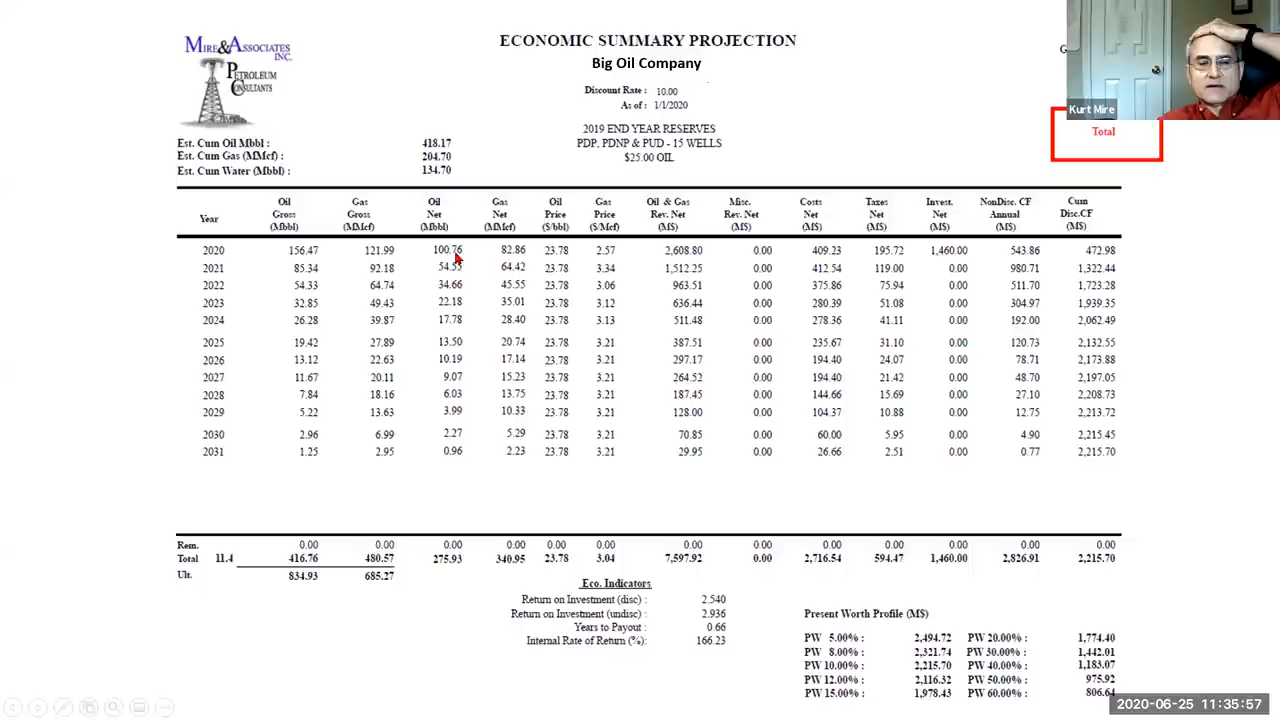 MIRE & ASSOCIATES INC.
PETROLEUM CONSULTANTS
ECONOMIC SUMMARY PROJECTION
Big Oil Company
Discount Rate : 10.00
As of : 1/1/2020
2019 END YEAR RESERVES
PDP, PDNP & PUD - 15 WELLS
$25.00 OIL
G
Kurt Mire
Total
Est. Cum Oil Mbbl : 418.17
Est. Cum Gas (MMcf) : 204.70
Est. Cum Water (Mbbl) : 134.70
Year Oil Gross (Mbbl) Gas Gross (MMcf) Oil Net (Mbbl) Gas Net (MMcf) Oil Price ($/bbl) Gas Price ($/Mcf) Oil & Gas Rev. Net (M$) Misc. Rev. Net (M$) Costs Net (M$) Taxes Net (M$) Invest. Net (M$) NonDisc. CF Annual (M$) Cum Disc.CF (M$)
2020 156.47 121.99 100.76 82.86 23.78 2.57 2,608.80 0.00 409.23 195.72 1,460.00 543.86 472.98
2021 85.34 92.18 54.55 64.42 23.78 3.34 1,512.25 0.00 412.54 119.00 0.00 980.71 1,322.44
2022 54.33 64.74 34.66 45.55 23.78 3.06 963.51 0.00 375.86 75.94 0.00 511.70 1,723.28
2023 32.85 49.43 22.18 35.01 23.78 3.12 636.44 0.00 280.39 51.08 0.00 304.97 1,939.35
2024 26.28 39.87 17.78 28.40 23.78 3.13 511.48 0.00 278.36 41.11 0.00 192.00 2,062.49
2025 19.42 27.89 13.50 20.74 23.78 3.21 387.51 0.00 235.67 31.10 0.00 120.73 2,132.55
2026 13.12 22.63 10.19 17.14 23.78 3.21 297.17 0.00 194.40 24.07 0.00 78.71 2,173.88
2027 11.67 20.11 9.07 15.23 23.78 3.21 264.52 0.00 194.40 21.42 0.00 48.70 2,197.05
2028 7.84 18.16 6.03 13.75 23.78 3.21 187.45 0.00 144.66 15.69 0.00 27.10 2,208.73
2029 5.22 13.63 3.99 10.33 23.78 3.21 128.00 0.00 104.37 10.88 0.00 12.75 2,213.72
2030 2.96 6.99 2.27 5.29 23.78 3.21 70.85 0.00 60.00 5.95 0.00 4.90 2,215.45
2031 1.25 2.95 0.96 2.23 23.78 3.21 29.95 0.00 26.66 2.51 0.00 0.77 2,215.70
Rem. 0.00 0.00 0.00 0.00 0.00 0.00 0.00 0.00 0.00 0.00 0.00 0.00 0.00
Total 11.4 416.76 480.57 275.93 340.95 23.78 3.04 7,597.92 0.00 2,716.54 594.47 1,460.00 2,826.91 2,215.70
Ult. 834.93 685.27
Eco. Indicators
Return on Investment (disc) : 2.540
Return on Investment (undisc) : 2.936
Years to Payout : 0.66
Internal Rate of Return (%): 166.23
Present Worth Profile (M$)
PW 5.00% : 2,494.72 PW 20.00% : 1,774.40
PW 8.00% : 2,321.74 PW 30.00% : 1,442.01
PW 10.00% : 2,215.70 PW 40.00% : 1,183.07
PW 12.00% : 2,116.32 PW 50.00% : 975.92
PW 15.00% : 1,978.43 PW 60.00% : 806.64
2020-06-25 11:35:57